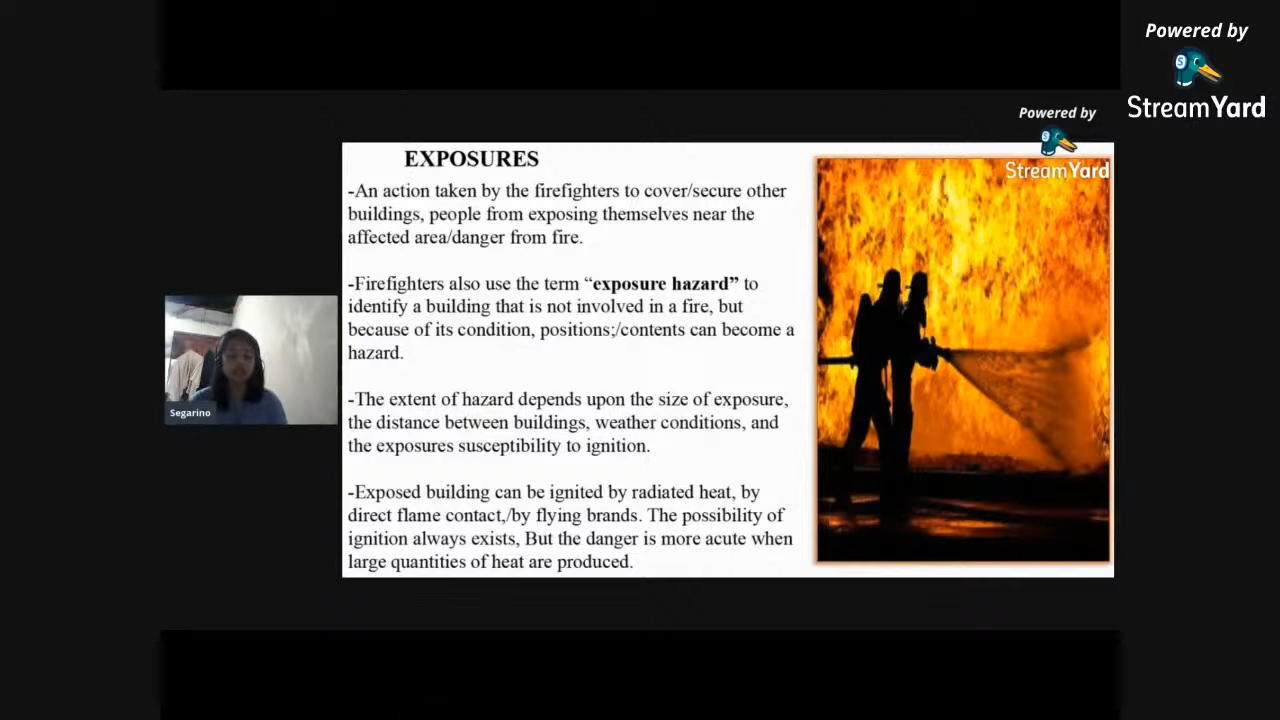 Powered by
StreamYard
Powered by
StreamYard
EXPOSURES
-An action taken by the firefighters to cover/secure other
buildings, people from exposing themselves near the
affected area/danger from fire.
-Firefighters also use the term “exposure hazard” to
identify a building that is not involved in a fire, but
because of its condition, positions;/contents can become a
hazard.
-The extent of hazard depends upon the size of exposure,
the distance between buildings, weather conditions, and
the exposures susceptibility to ignition.
-Exposed building can be ignited by radiated heat, by
direct flame contact,/by flying brands. The possibility of
ignition always exists, But the danger is more acute when
large quantities of heat are produced.
Segarino